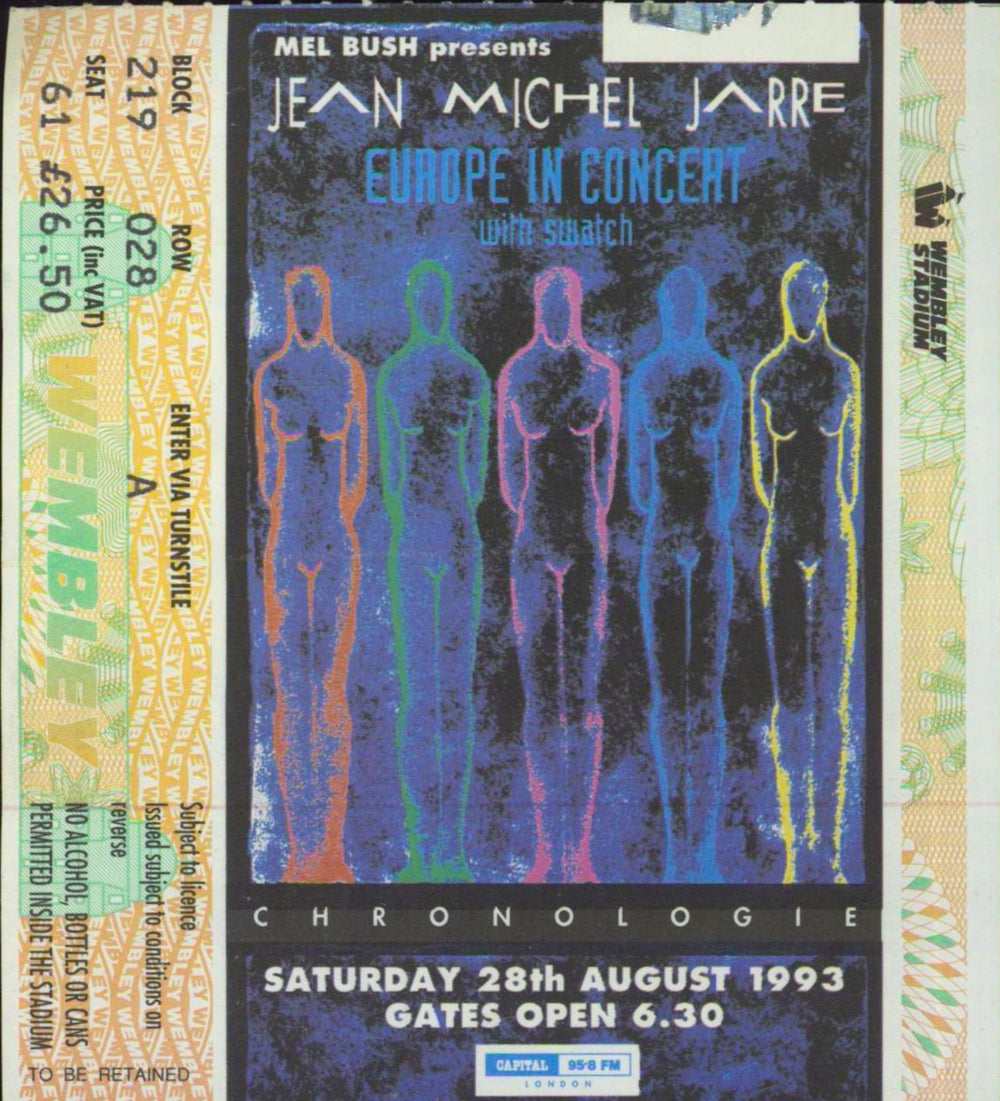 MEL BUSH presents
JEAN MICHEL JARRE
EUROPE IN CONCERT
with swatch
CHRONOLOGIE
SATURDAY 28th AUGUST 1993
GATES OPEN 6.30
CAPITAL 95·8 FM
LONDON
BLOCK ROW ENTER VIA TURNSTILE
219 028 A
SEAT PRICE (inc VAT)
61 £26.50
WEMBLEY
Subject to licence
Issued subject to conditions on
reverse
NO ALCOHOL, BOTTLES OR CANS
PERMITTED INSIDE THE STADIUM
TO BE RETAINED
WEMBLEY
STADIUM